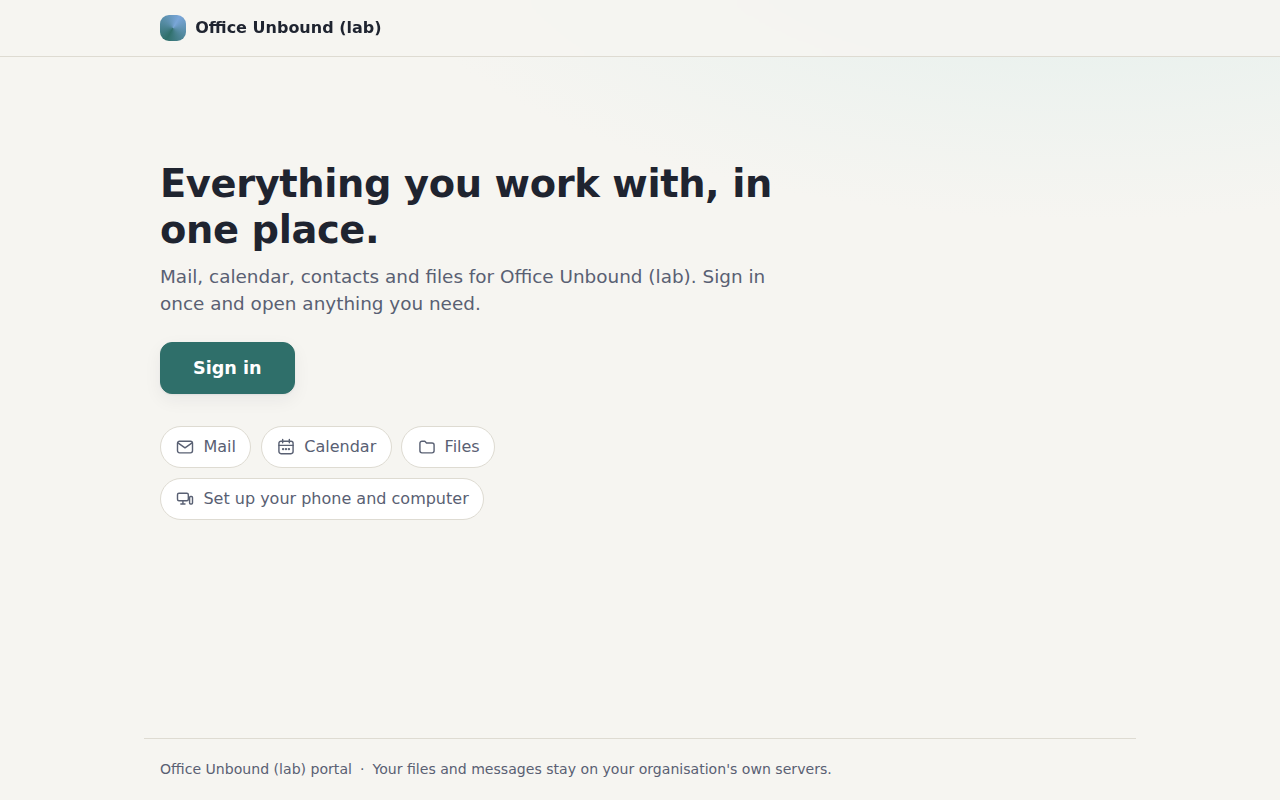 Office Unbound (lab)
Everything you work with, in
one place.
Mail, calendar, contacts and files for Office Unbound (lab). Sign in
once and open anything you need.
Sign in
Mail
Calendar
Files
Set up your phone and computer
Office Unbound (lab) portal · Your files and messages stay on your organisation's own servers.